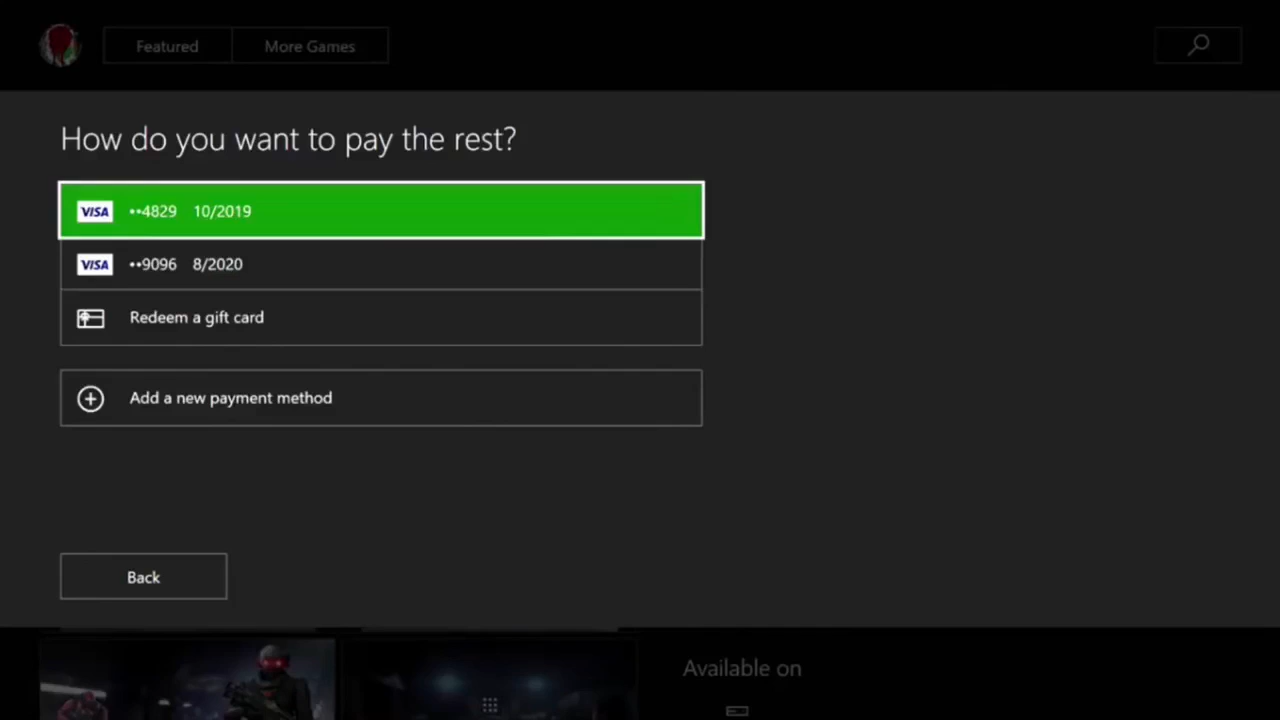 Featured
More Games
How do you want to pay the rest?
VISA ••4829 10/2019
VISA ••9096 8/2020
Redeem a gift card
Add a new payment method
Back
Available on